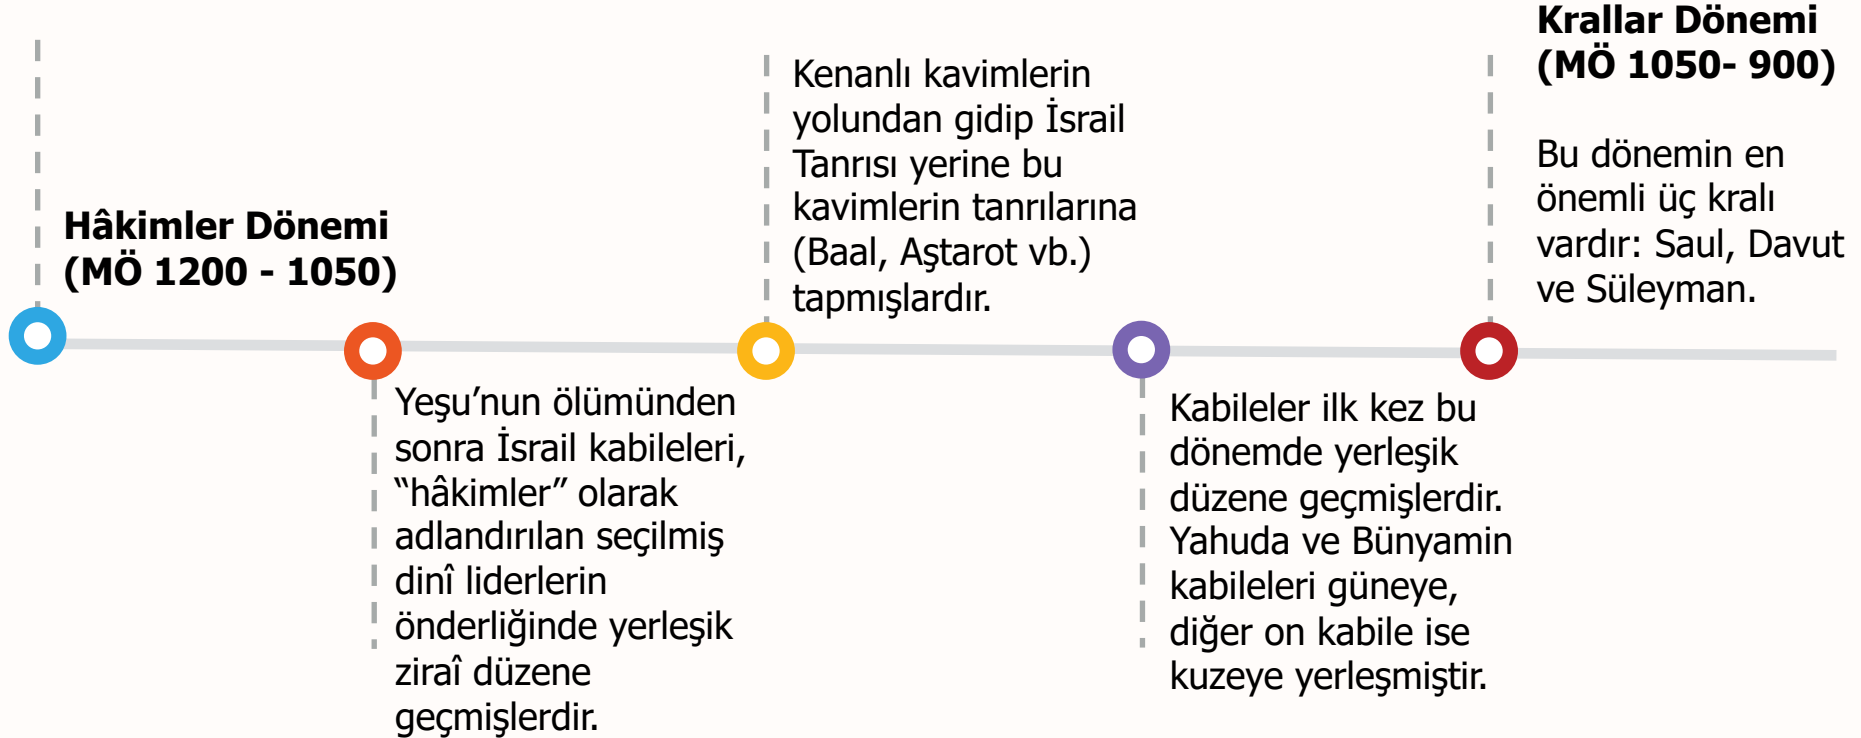 Hâkimler Dönemi
(MÖ 1200 - 1050)
Yeşu’nun ölümünden
sonra İsrail kabileleri,
“hâkimler” olarak
adlandırılan seçilmiş
dinî liderlerin
önderliğinde yerleşik
ziraî düzene
geçmişlerdir.
Kenanlı kavimlerin
yolundan gidip İsrail
Tanrısı yerine bu
kavimlerin tanrılarına
(Baal, Aştarot vb.)
tapmışlardır.
Kabileler ilk kez bu
dönemde yerleşik
düzene geçmişlerdir.
Yahuda ve Bünyamin
kabileleri güneye,
diğer on kabile ise
kuzeye yerleşmiştir.
Krallar Dönemi
(MÖ 1050- 900)
Bu dönemin en
önemli üç kralı
vardır: Saul, Davut
ve Süleyman.